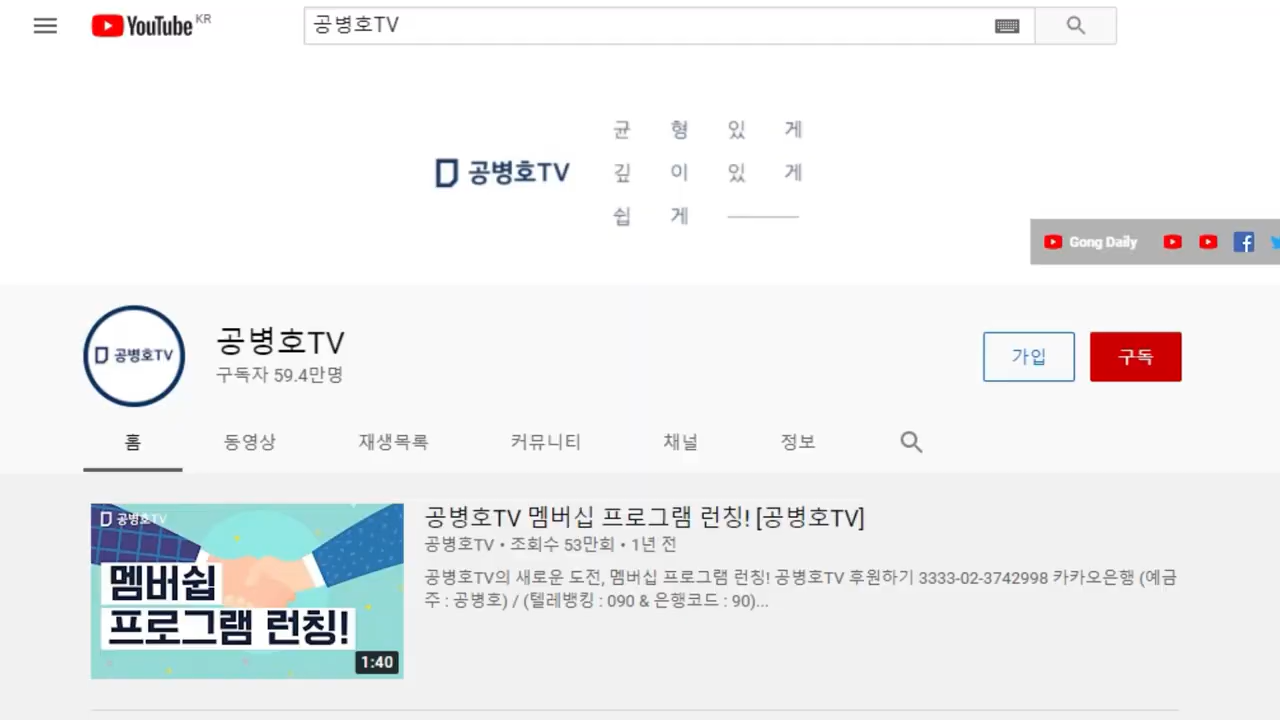 YouTube KR
공병호TV
균 형 있 게
공병호TV
깊 이 있 게
쉽 게
Gong Daily
공병호TV
공병호TV
구독자 59.4만명
가입
구독
홈
동영상
재생목록
커뮤니티
채널
정보
공병호TV
멤버쉽
프로그램 런칭!
1:40
공병호TV 멤버십 프로그램 런칭! [공병호TV]
공병호TV • 조회수 53만회 • 1년 전
공병호TV의 새로운 도전, 멤버십 프로그램 런칭! 공병호TV 후원하기 3333-02-3742998 카카오은행 (예금
주 : 공병호) / (텔레뱅킹 : 090 & 은행코드 : 90)...